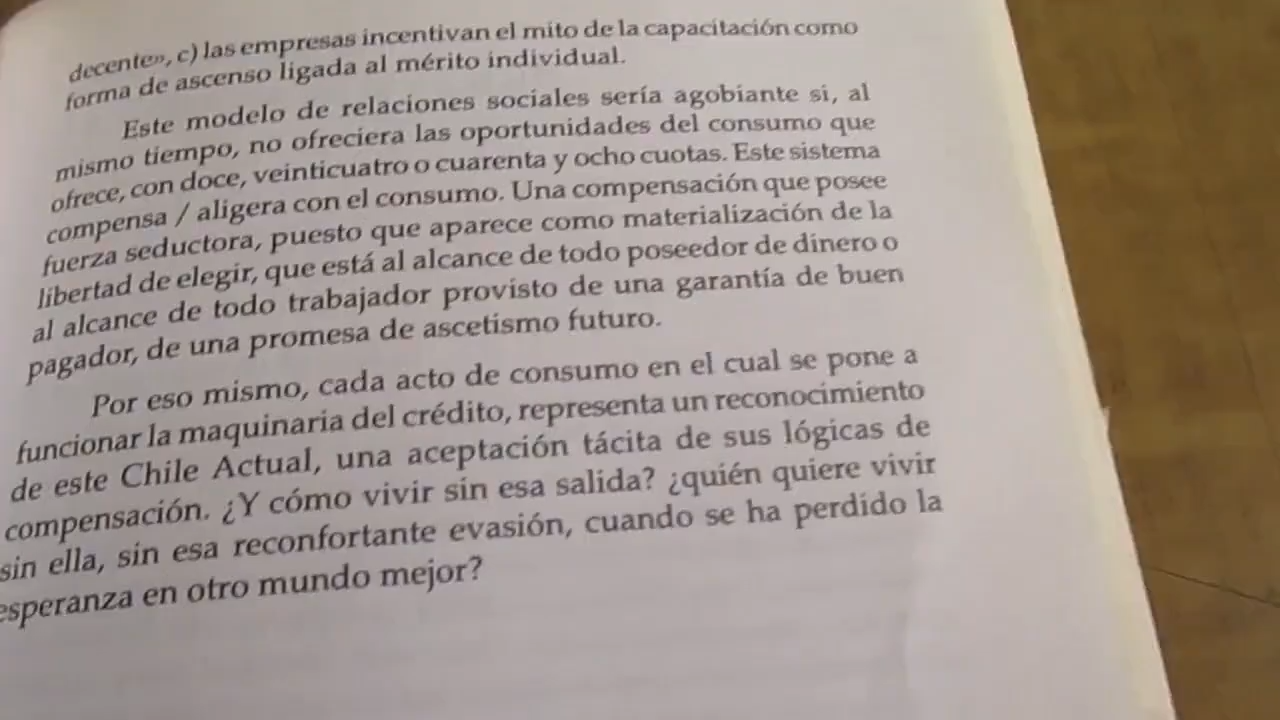 decente», c) las empresas incentivan el mito de la capacitación como
forma de ascenso ligada al mérito individual.
Este modelo de relaciones sociales sería agobiante si, al
mismo tiempo, no ofreciera las oportunidades del consumo que
ofrece, con doce, veinticuatro o cuarenta y ocho cuotas. Este sistema
compensa / aligera con el consumo. Una compensación que posee
fuerza seductora, puesto que aparece como materialización de la
libertad de elegir, que está al alcance de todo poseedor de dinero o
al alcance de todo trabajador provisto de una garantía de buen
pagador, de una promesa de ascetismo futuro.
Por eso mismo, cada acto de consumo en el cual se pone a
funcionar la maquinaria del crédito, representa un reconocimiento
de este Chile Actual, una aceptación tácita de sus lógicas de
compensación. ¿Y cómo vivir sin esa salida? ¿quién quiere vivir
sin ella, sin esa reconfortante evasión, cuando se ha perdido la
esperanza en otro mundo mejor?